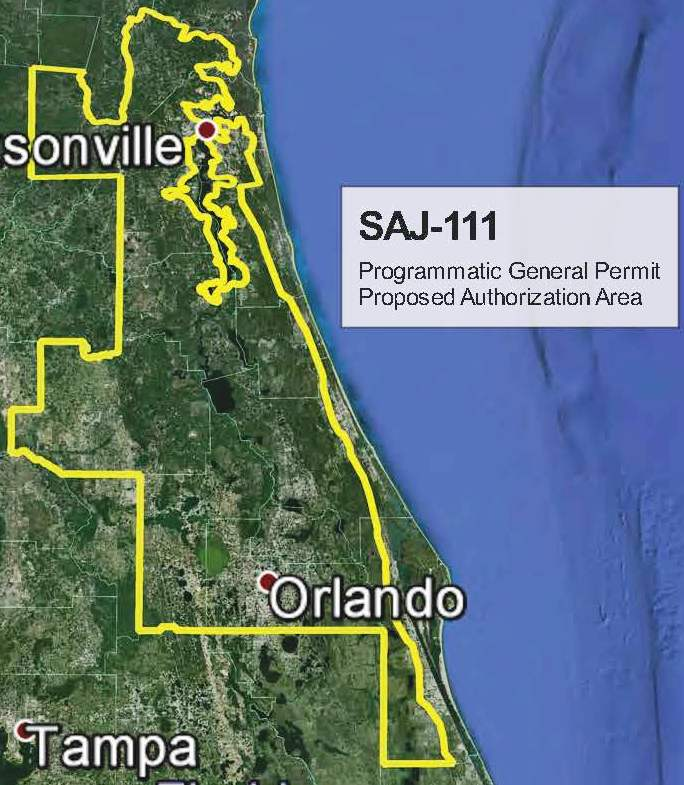 sonville
SAJ-111
Programmatic General Permit
Proposed Authorization Area
Orlando
Tampa